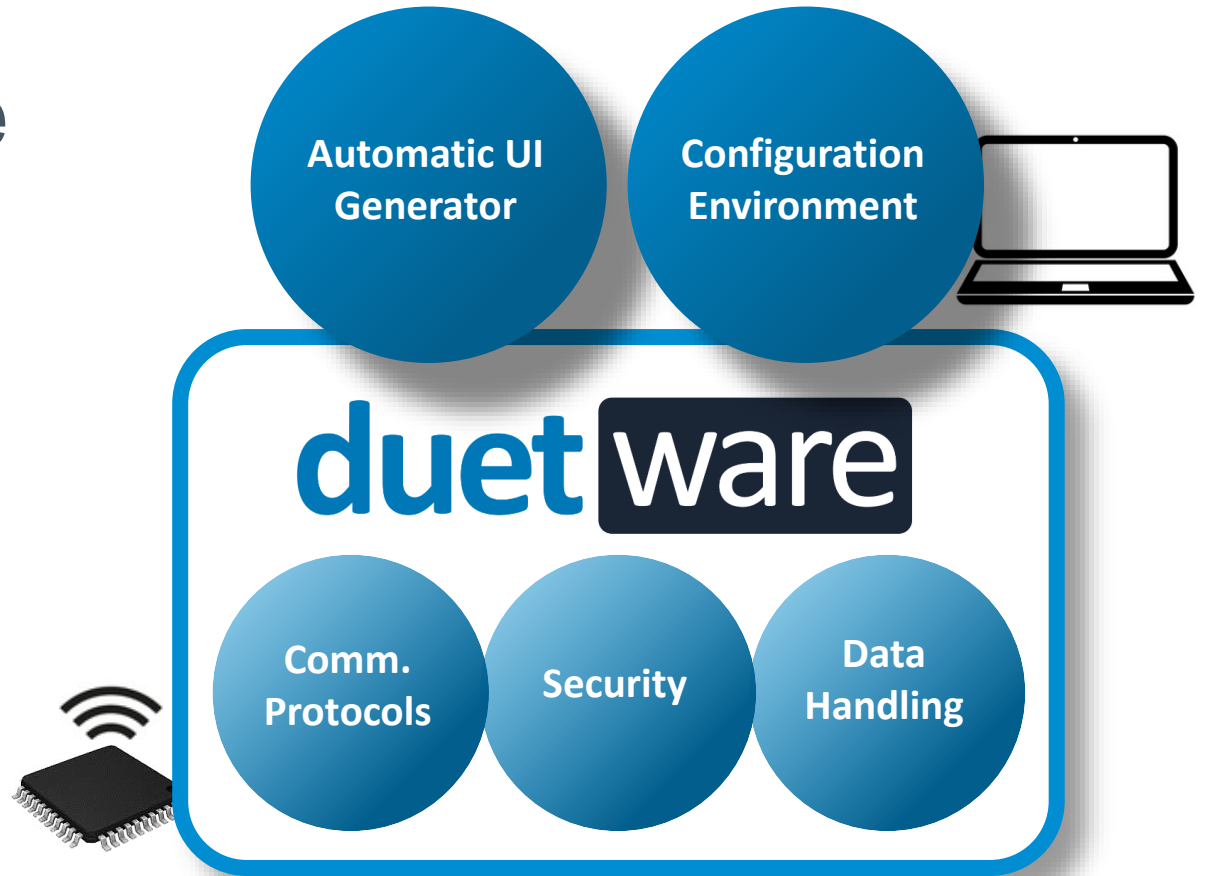 e
Automatic UI
Generator
Configuration
Environment
duet ware
Comm.
Protocols
Security
Data
Handling